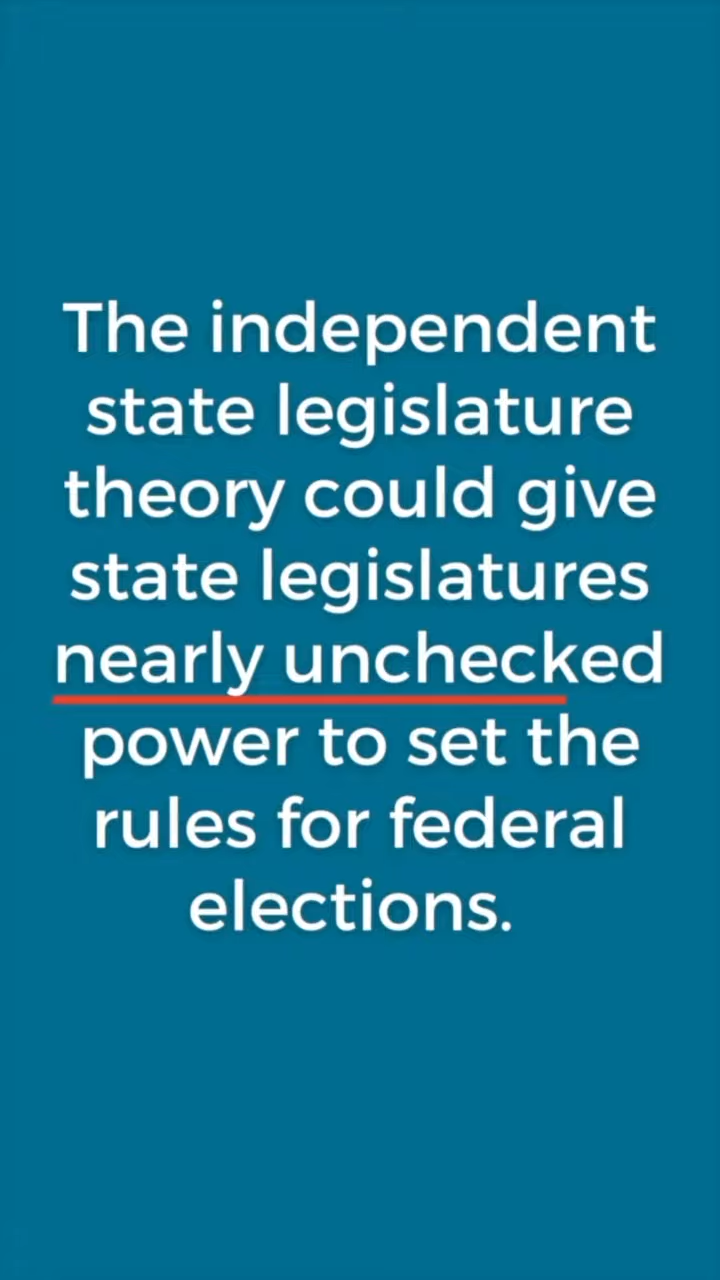 The independent
state legislature
theory could give
state legislatures
nearly unchecked
power to set the
rules for federal
elections.